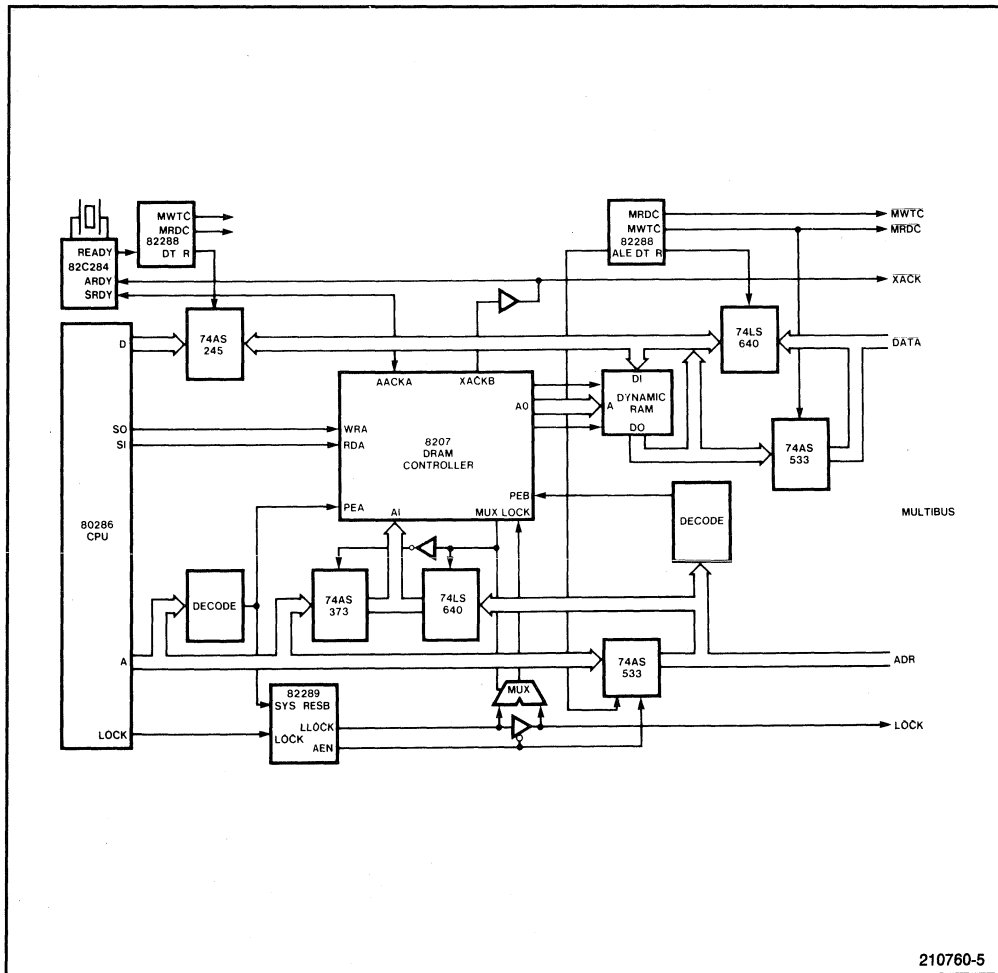 MWTC
MRDC
82288
DT R
READY
82C284
ARDY
SRDY
MRDC
MWTC
82288
ALE DT R
MWTC
MRDC
XACK
74AS
245
74LS
640
D
DATA
AACKA
XACKB
DI
DYNAMIC
RAM
A
DO
AO
SO
SI
WRA
RDA
8207
DRAM
CONTROLLER
74AS
533
PEA
AI
PEB
MUX LOCK
80286
CPU
DECODE
MULTIBUS
DECODE
74AS
373
74LS
640
A
74AS
533
ADR
82289
SYS RESB
LOCK
LLOCK
AEN
MUX
LOCK
LOCK
210760-5